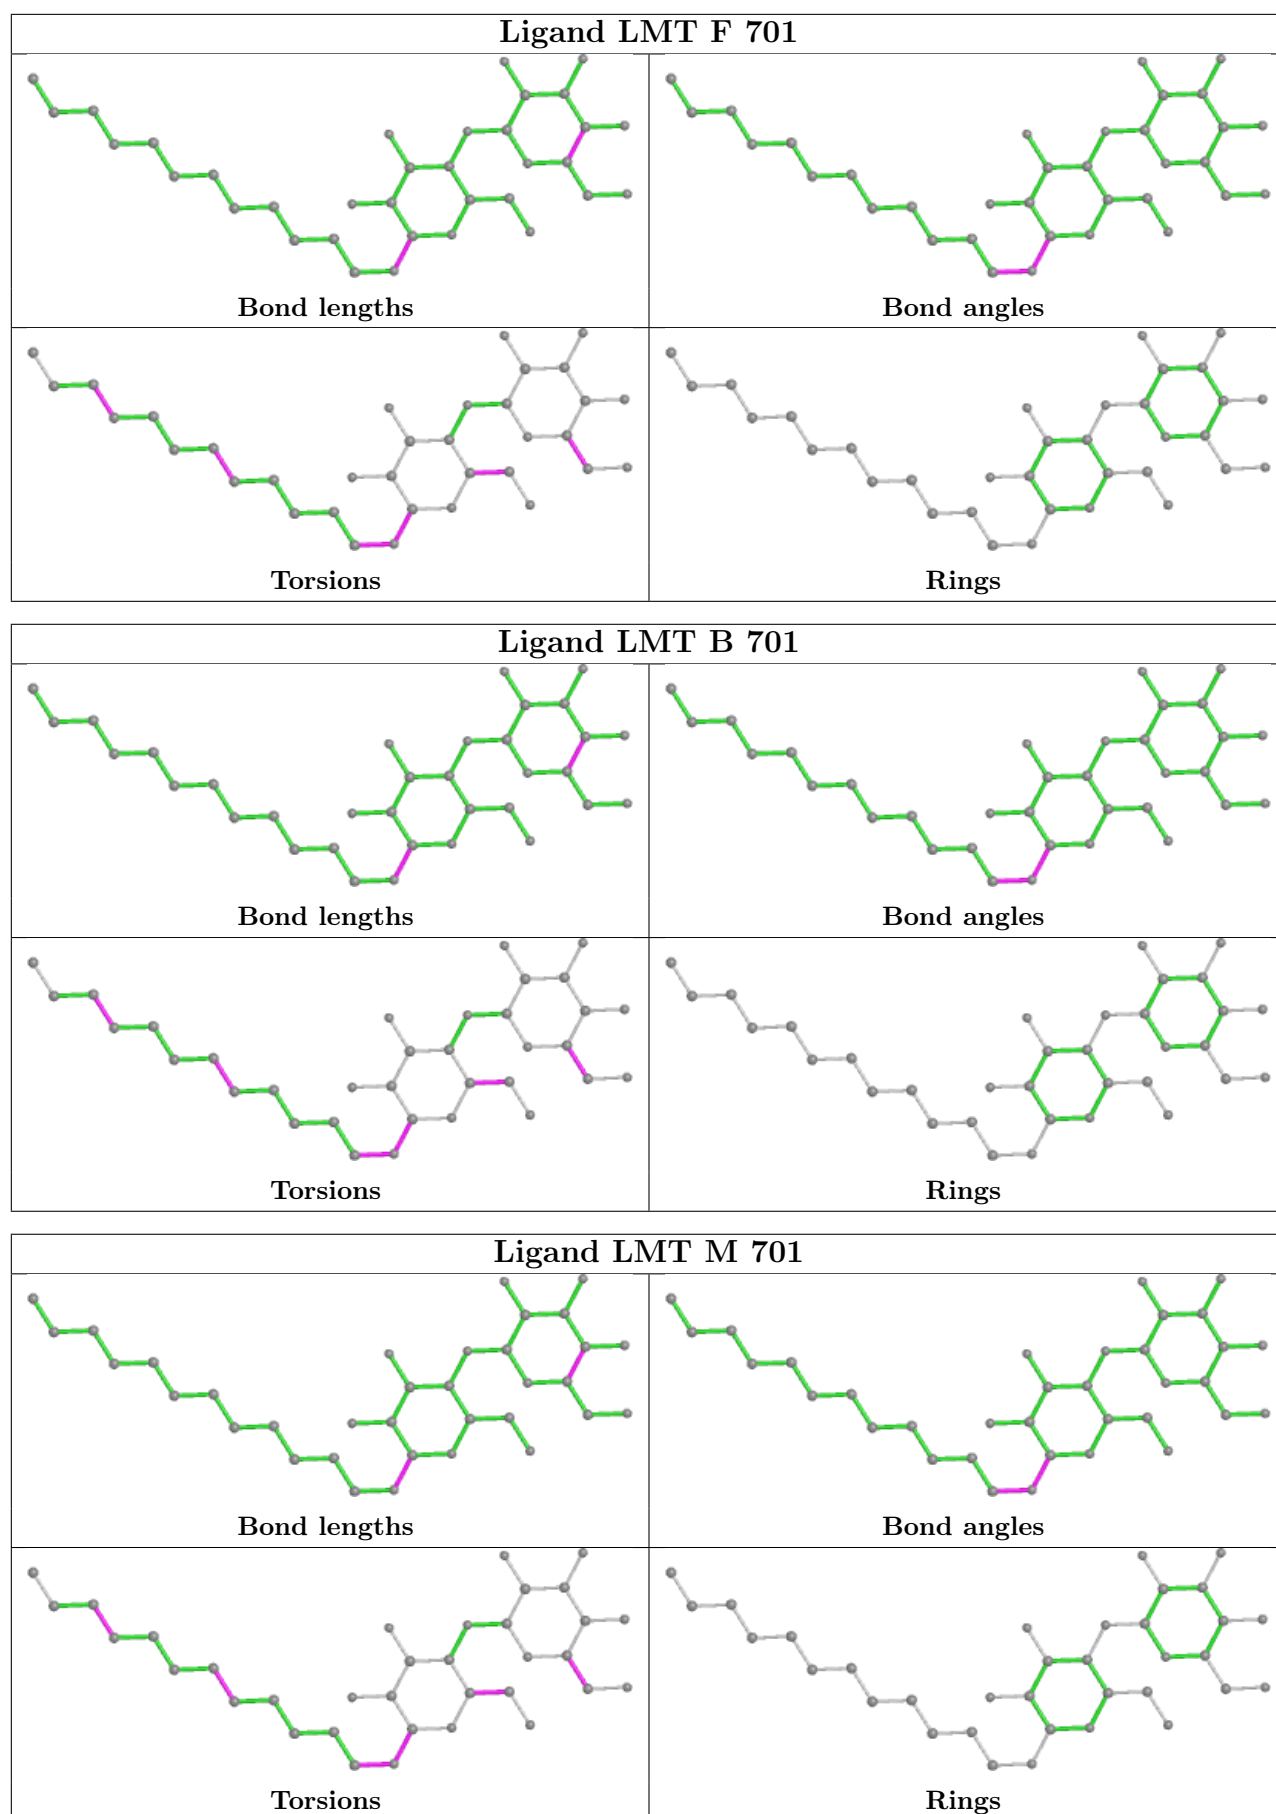 Ligand LMT F 701
Bond lengths
Bond angles
Torsions
Rings
Ligand LMT B 701
Bond lengths
Bond angles
Torsions
Rings
Ligand LMT M 701
Bond lengths
Bond angles
Torsions
Rings